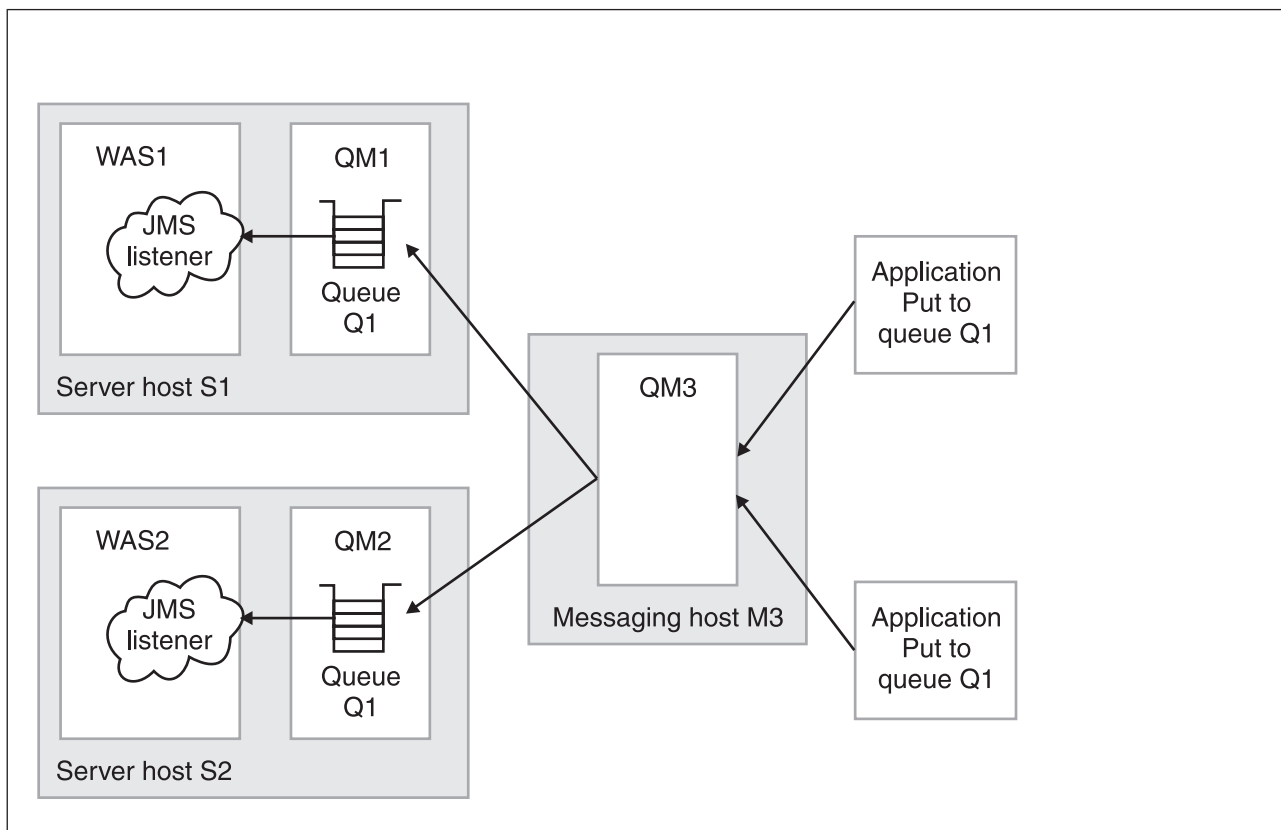 WAS1
JMS
listener
QM1
Queue
Q1
Server host S1
WAS2
JMS
listener
QM2
Queue
Q1
Server host S2
QM3
Messaging host M3
Application
Put to
queue Q1
Application
Put to
queue Q1